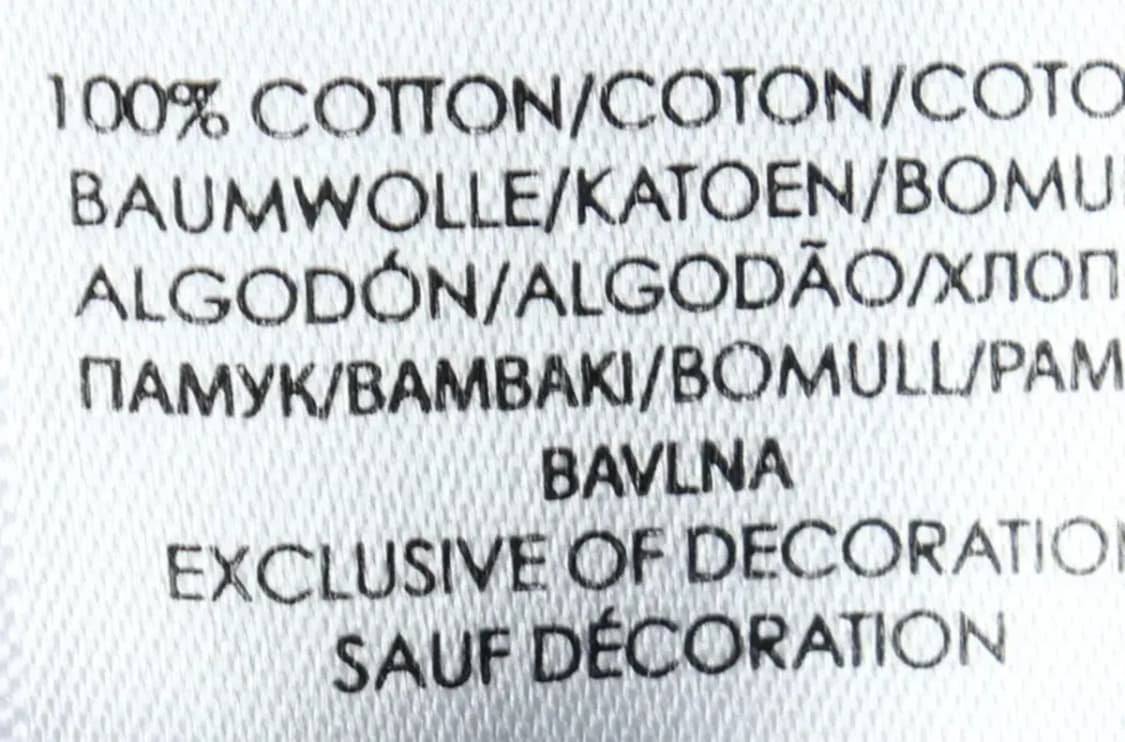 100% COTTON/COTON/COTO
BAUMWOLLE/KATOEN/BOMU
ALGODÓN/ALGODÃO/ХЛОП
ПАМУК/BAMBAKI/BOMULL/PAM
BAVLNA
EXCLUSIVE OF DECORATION
SAUF DÉCORATION